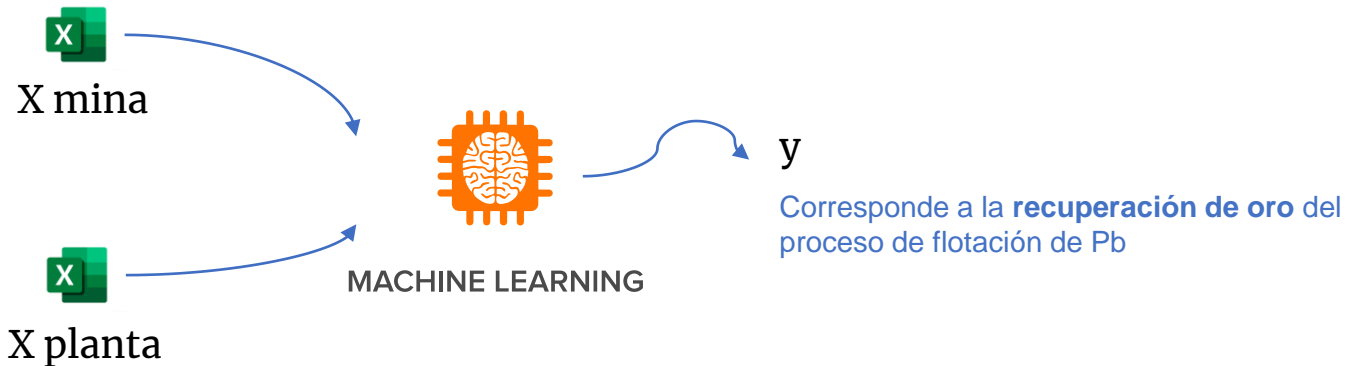 X
X mina
y
Corresponde a la recuperación de oro del
proceso de flotación de Pb
X
MACHINE LEARNING
X planta